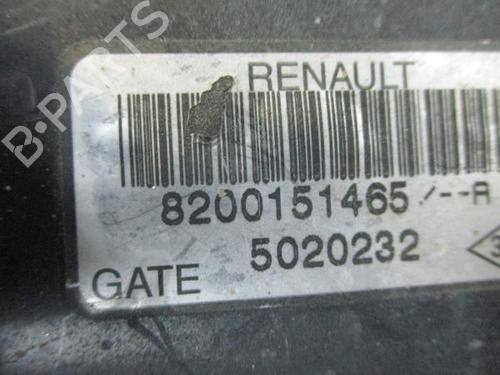 B-PARTS
RENAULT
8200151465/--A
GATE 5020232